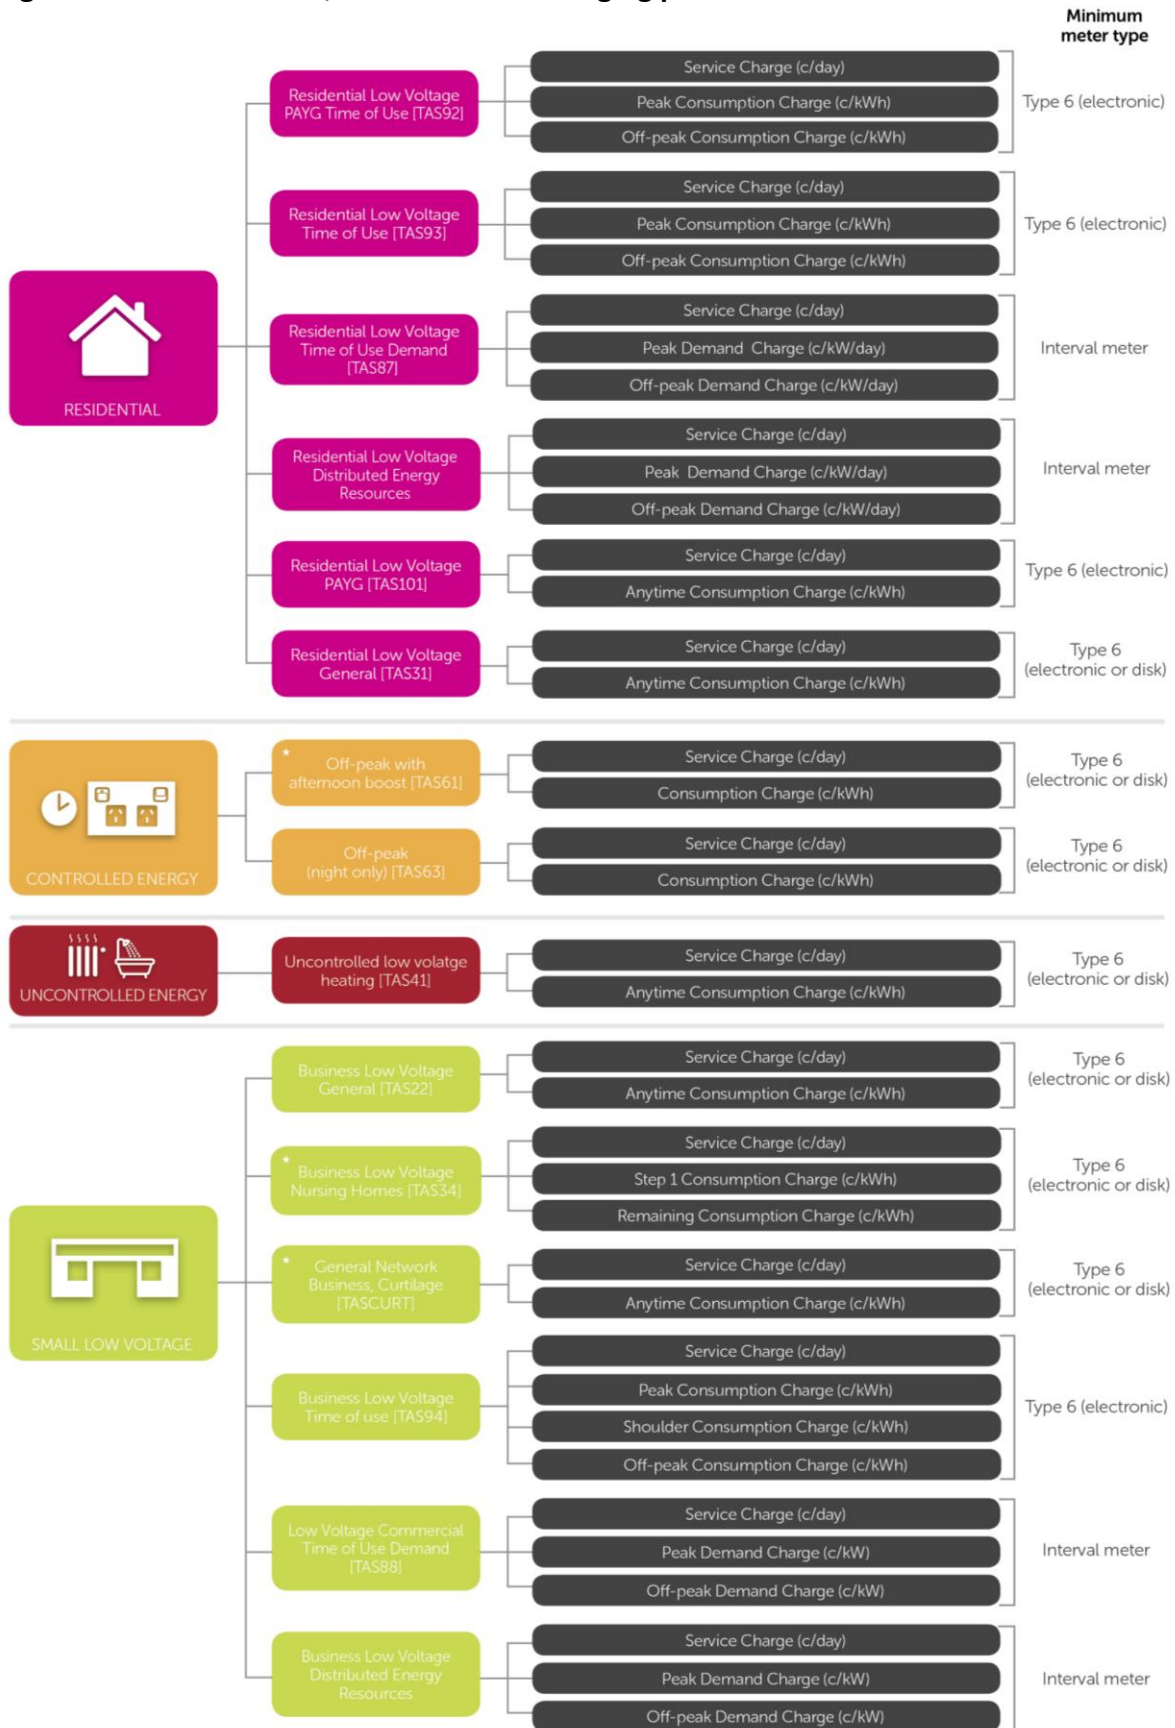 Minimum
meter type
Residential Low Voltage
PAYG Time of Use [TAS92]
Service Charge (c/day)
Peak Consumption Charge (c/kWh)
Off-peak Consumption Charge (c/kWh)
Type 6 (electronic)
Residential Low Voltage
Time of Use [TAS93]
Service Charge (c/day)
Peak Consumption Charge (c/kWh)
Off-peak Consumption Charge (c/kWh)
Type 6 (electronic)
RESIDENTIAL
Residential Low Voltage
Time of Use Demand
[TAS87]
Service Charge (c/day)
Peak Demand Charge (c/kW/day)
Off-peak Demand Charge (c/kW/day)
Interval meter
Residential Low Voltage
Distributed Energy
Resources
Service Charge (c/day)
Peak Demand Charge (c/kW/day)
Off-peak Demand Charge (c/kW/day)
Interval meter
Residential Low Voltage
PAYG [TAS101]
Service Charge (c/day)
Anytime Consumption Charge (c/kWh)
Type 6 (electronic)
Residential Low Voltage
General [TAS31]
Service Charge (c/day)
Anytime Consumption Charge (c/kWh)
Type 6
(electronic or disk)
CONTROLLED ENERGY
* Off-peak with
afternoon boost [TAS61]
Service Charge (c/day)
Consumption Charge (c/kWh)
Type 6
(electronic or disk)
Off-peak
(night only) [TAS63]
Service Charge (c/day)
Consumption Charge (c/kWh)
Type 6
(electronic or disk)
UNCONTROLLED ENERGY
Uncontrolled low volatge
heating [TAS41]
Service Charge (c/day)
Anytime Consumption Charge (c/kWh)
Type 6
(electronic or disk)
Business Low Voltage
General [TAS22]
Service Charge (c/day)
Anytime Consumption Charge (c/kWh)
Type 6
(electronic or disk)
* Business Low Voltage
Nursing Homes [TAS34]
Service Charge (c/day)
Step 1 Consumption Charge (c/kWh)
Remaining Consumption Charge (c/kWh)
Type 6
(electronic or disk)
SMALL LOW VOLTAGE
* General Network
Business, Curtilage
[TASCURT]
Service Charge (c/day)
Anytime Consumption Charge (c/kWh)
Type 6
(electronic or disk)
Business Low Voltage
Time of use [TAS94]
Service Charge (c/day)
Peak Consumption Charge (c/kWh)
Shoulder Consumption Charge (c/kWh)
Off-peak Consumption Charge (c/kWh)
Type 6 (electronic)
Low Voltage Commercial
Time of Use Demand
[TAS88]
Service Charge (c/day)
Peak Demand Charge (c/kW)
Off-peak Demand Charge (c/kW)
Interval meter
Business Low Voltage
Distributed Energy
Resources
Service Charge (c/day)
Peak Demand Charge (c/kW)
Off-peak Demand Charge (c/kW)
Interval meter